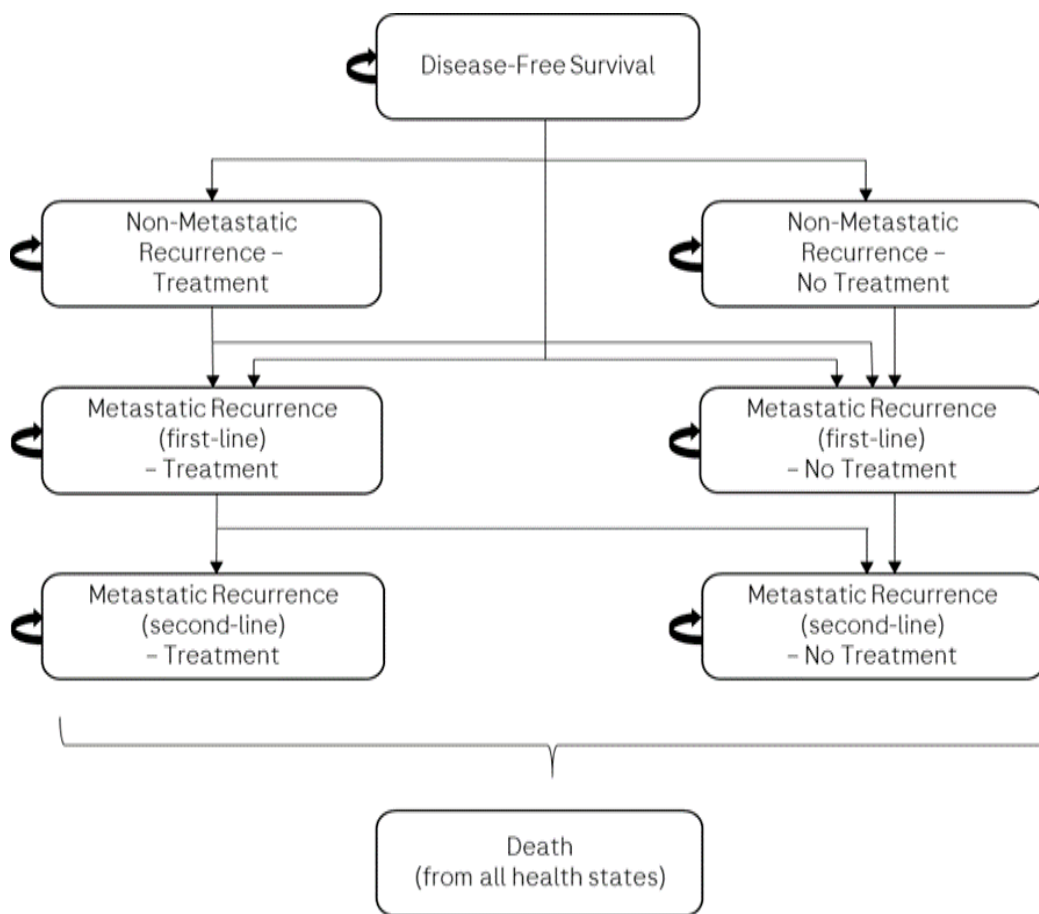 Disease-Free Survival
Non-Metastatic
Recurrence –
Treatment
Non-Metastatic
Recurrence –
No Treatment
Metastatic Recurrence
(first-line)
– Treatment
Metastatic Recurrence
(first-line)
– No Treatment
Metastatic Recurrence
(second-line)
– Treatment
Metastatic Recurrence
(second-line)
– No Treatment
Death
(from all health states)